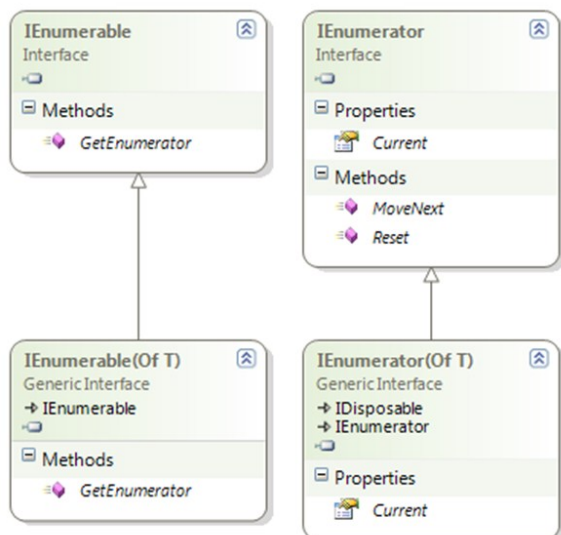 IEnumerable
Interface
Methods
GetEnumerator
IEnumerator
Interface
Properties
Current
Methods
MoveNext
Reset
IEnumerable(Of T)
Generic Interface
IEnumerable
Methods
GetEnumerator
IEnumerator(Of T)
Generic Interface
IDisposable
IEnumerator
Properties
Current